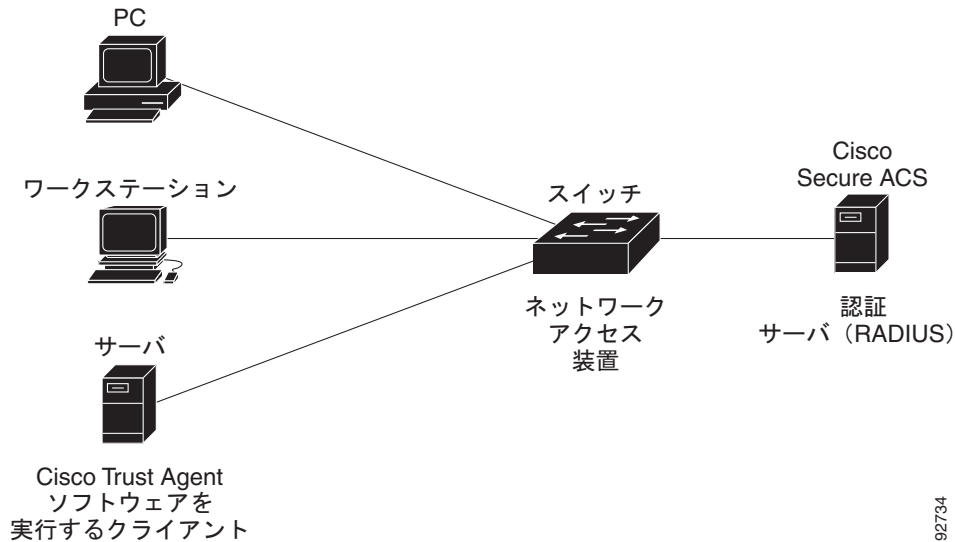 PC
ワークステーション
サーバ
Cisco Trust Agent
ソフトウェアを
実行するクライアント
スイッチ
ネットワーク
アクセス
装置
Cisco
Secure ACS
認証
サーバ（RADIUS）
92734